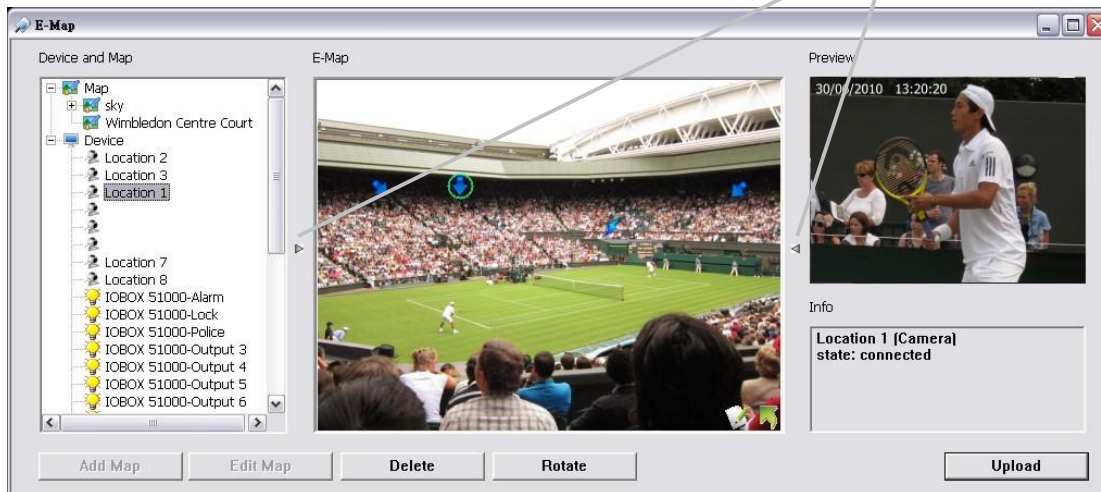 E-Map
Device and Map
Map
sky
Wimbledon Centre Court
Device
Location 2
Location 3
Location 1
Location 7
Location 8
IOBOX 51000-Alarm
IOBOX 51000-Lock
IOBOX 51000-Police
IOBOX 51000-Output 3
IOBOX 51000-Output 4
IOBOX 51000-Output 5
IOBOX 51000-Output 6
E-Map
Preview
30/06/2010 13:20:20
Info
Location 1 (Camera)
state: connected
Add Map
Edit Map
Delete
Rotate
Upload